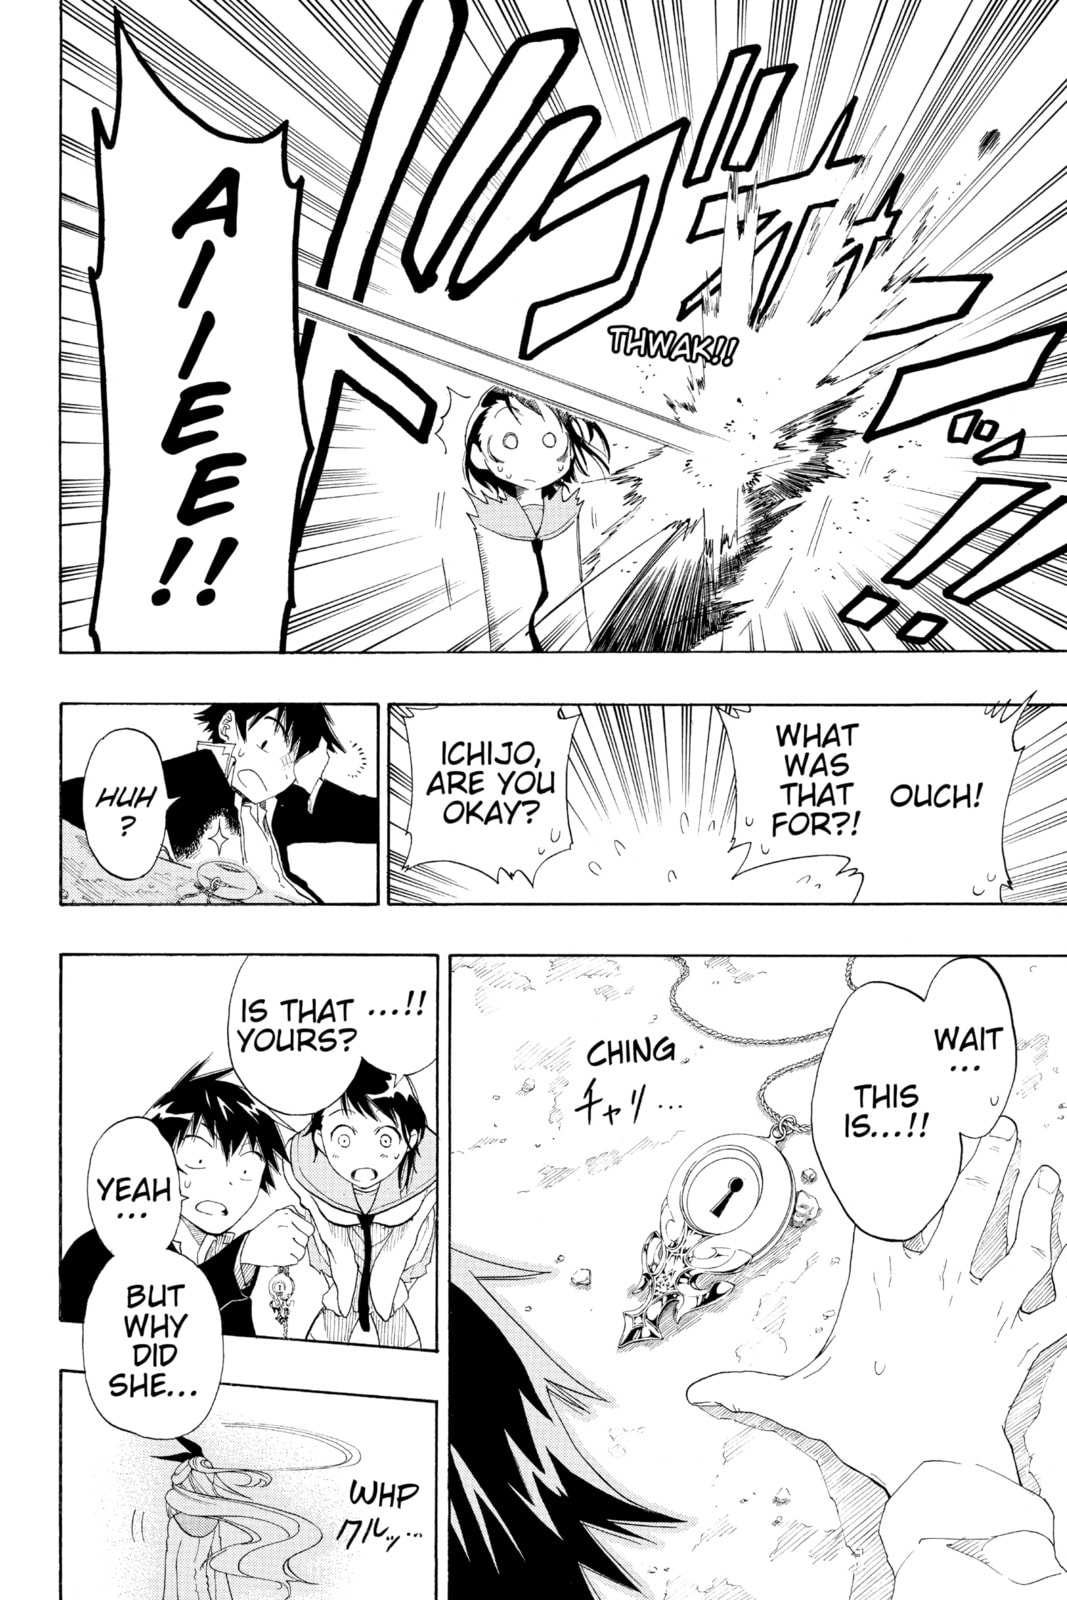 AIIEE!!
THWAK!!
OUCH!
WHAT
WAS
THAT
FOR?!
ICHIJO,
ARE YOU
OKAY?
HUH
?
WAIT
...
THIS
IS...!!
CHING
チャリ...
...!!
IS THAT
YOURS?
YEAH
...
BUT
WHY
DID
SHE...
WHP
クルッ...